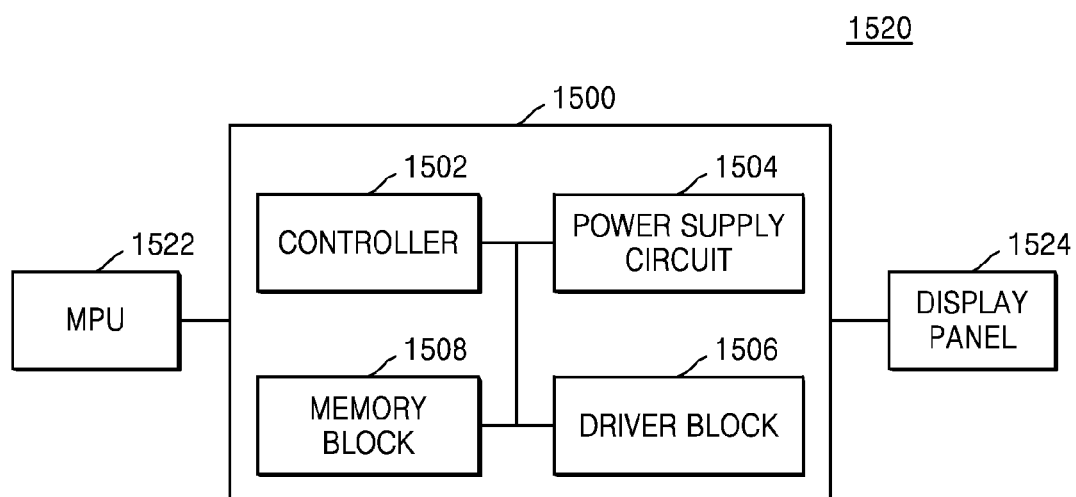 1520
1500
1502
1504
CONTROLLER
POWER SUPPLY
CIRCUIT
1522
MPU
1524
DISPLAY
PANEL
1508
1506
MEMORY
BLOCK
DRIVER BLOCK